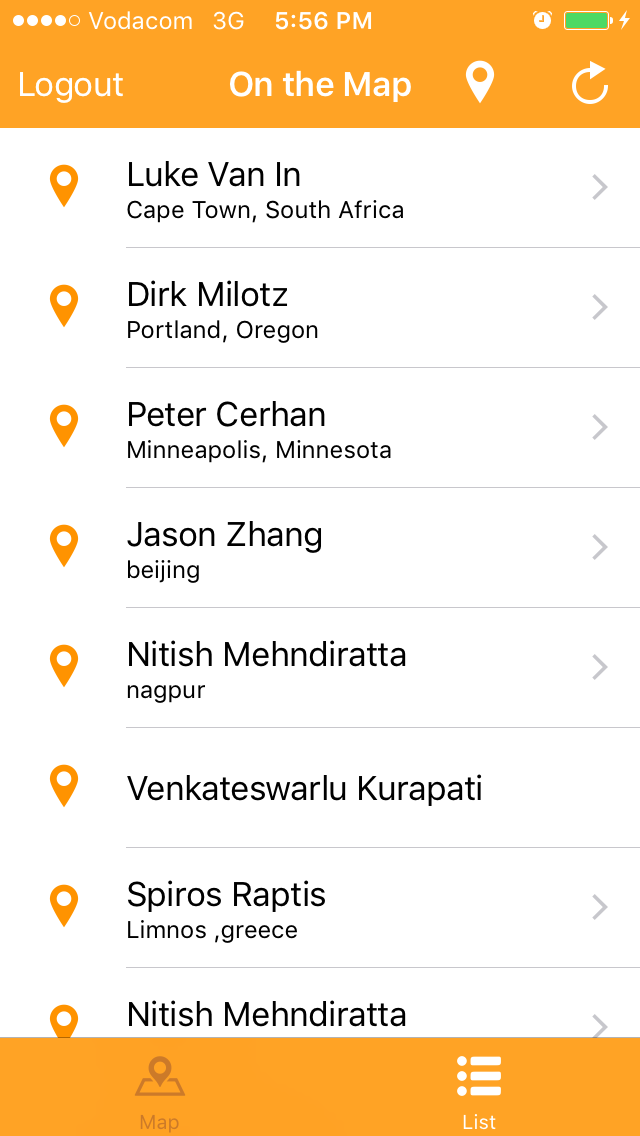 Vodacom 3G 5:56 PM
Logout On the Map
Luke Van In
Cape Town, South Africa
Dirk Milotz
Portland, Oregon
Peter Cerhan
Minneapolis, Minnesota
Jason Zhang
beijing
Nitish Mehndiratta
nagpur
Venkateswarlu Kurapati
Spiros Raptis
Limnos ,greece
Nitish Mehndiratta
Map List